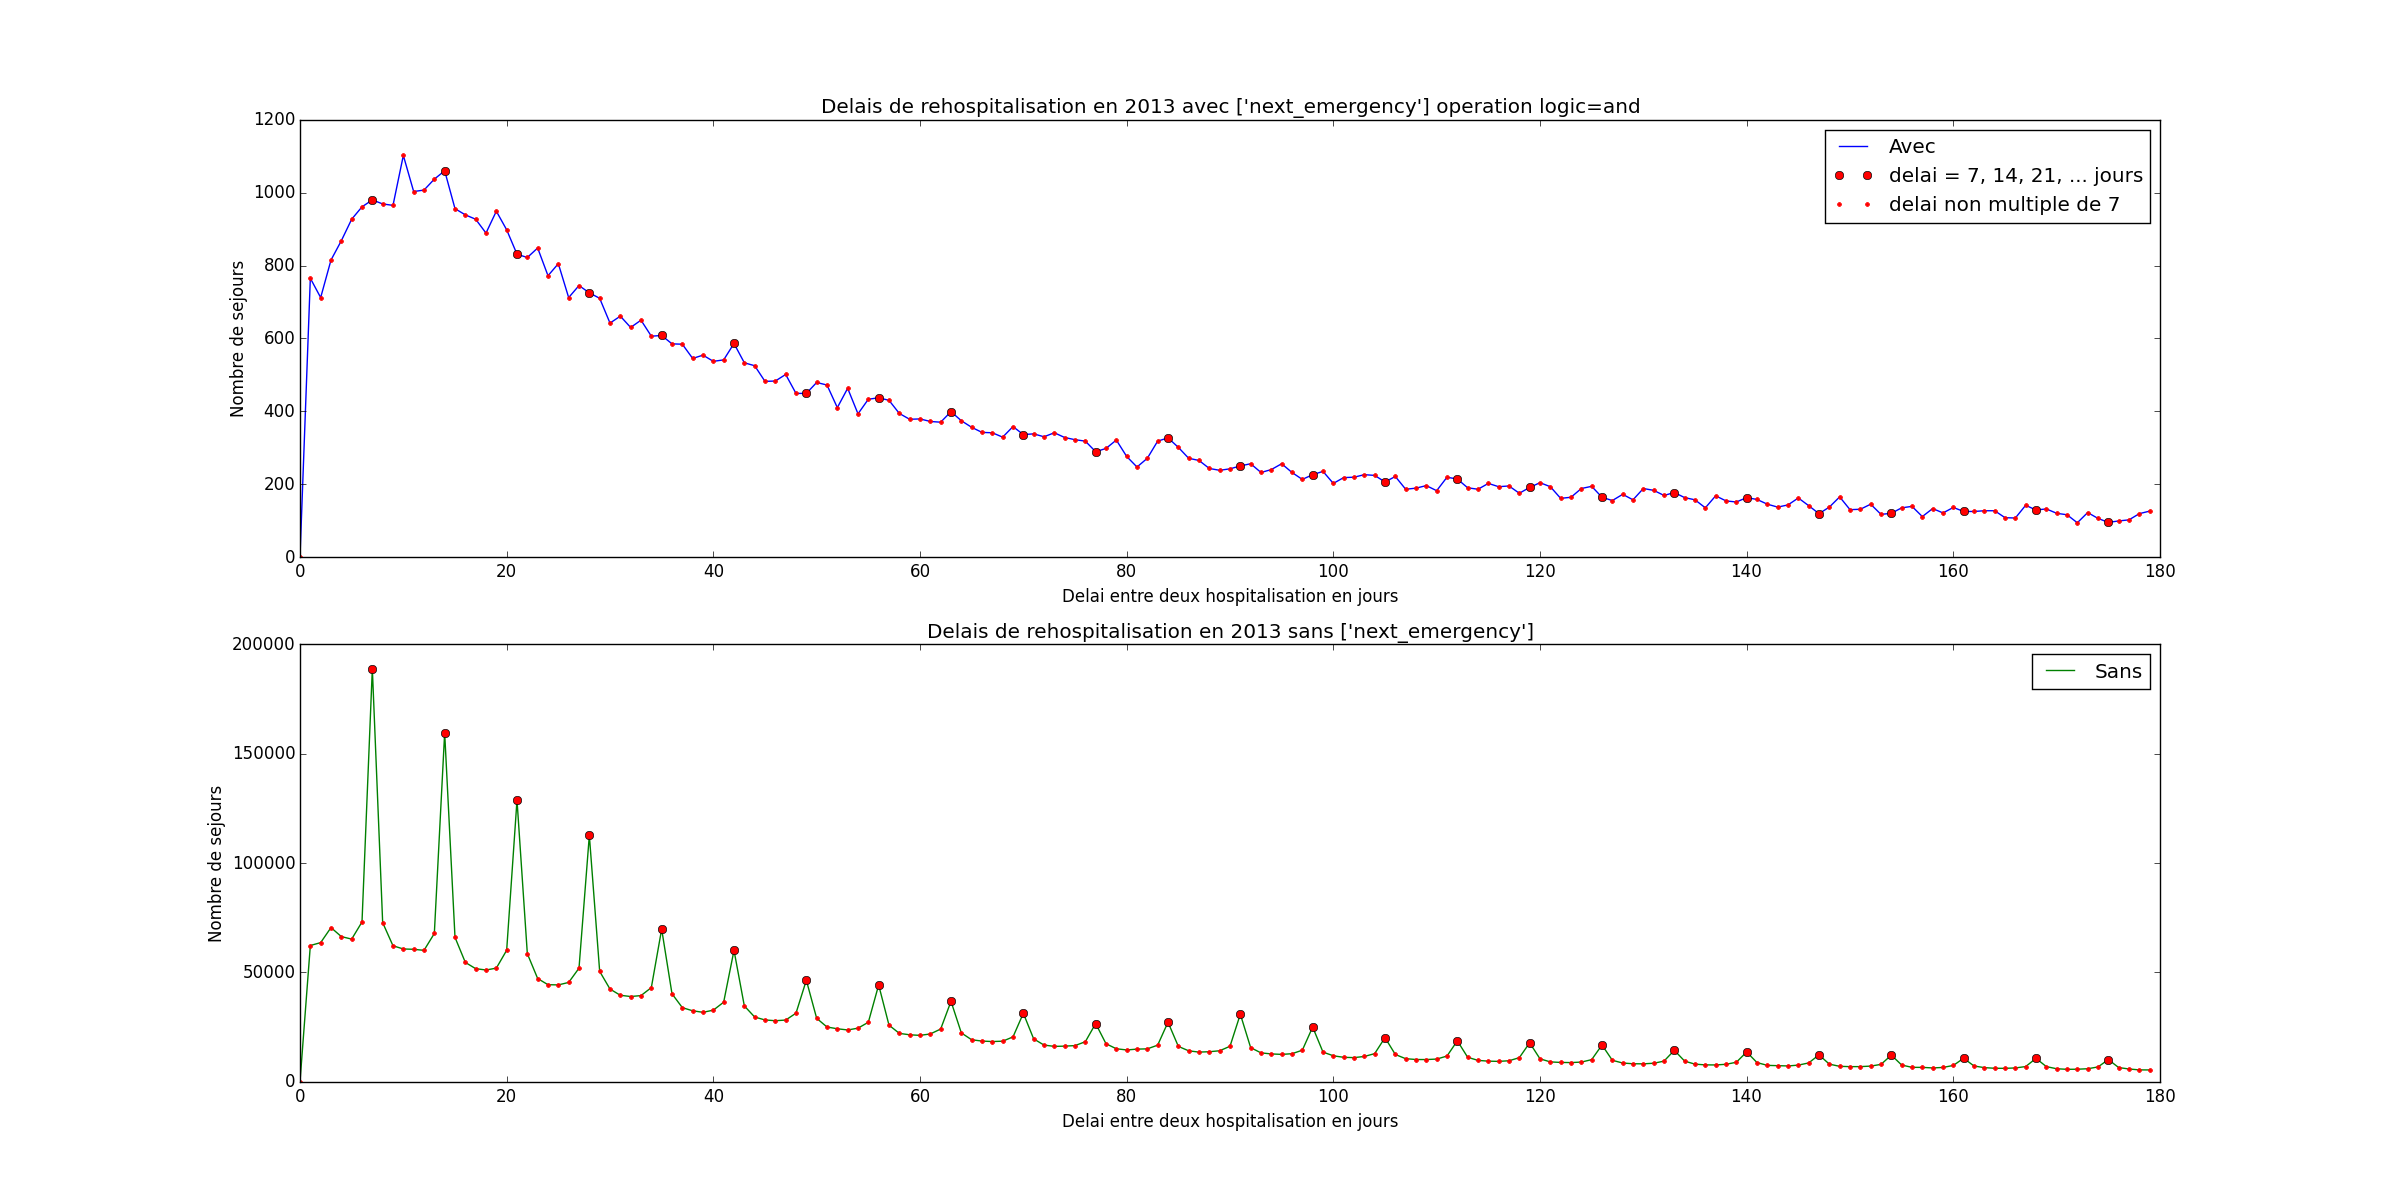 Delais de rehospitalisation en 2013 avec ['next_emergency'] operation logic=and
1200
1000
800
600
400
200
0
Nombre de sejours
Avec
delai = 7, 14, 21, ... jours
delai non multiple de 7
0 20 40 60 80 100 120 140 160 180
Delai entre deux hospitalisation en jours
Delais de rehospitalisation en 2013 sans ['next_emergency']
200000
150000
100000
50000
0
Nombre de sejours
Sans
0 20 40 60 80 100 120 140 160 180
Delai entre deux hospitalisation en jours